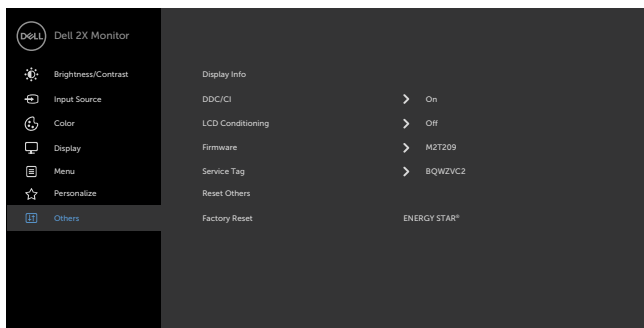 DELL Dell 2X Monitor
Brightness/Contrast Display Info
Input Source DDC/CI On
Color LCD Conditioning Off
Display Firmware M2T209
Menu Service Tag BQWZVC2
Personalize Reset Others
Others Factory Reset ENERGY STAR®